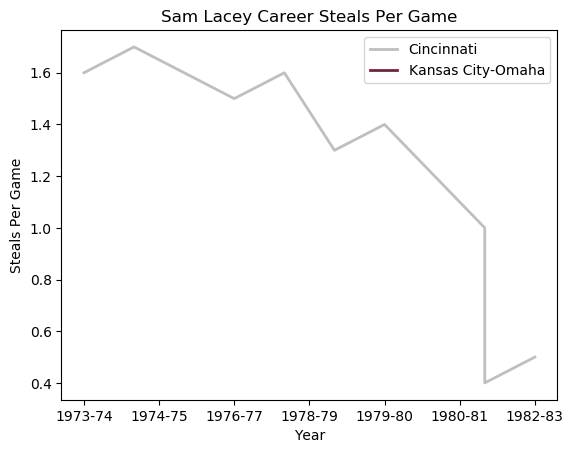 Sam Lacey Career Steals Per Game
Cincinnati
Kansas City-Omaha
Steals Per Game
1.6
1.4
1.2
1.0
0.8
0.6
0.4
1973-74 1974-75 1976-77 1978-79 1979-80 1980-81 1982-83
Year